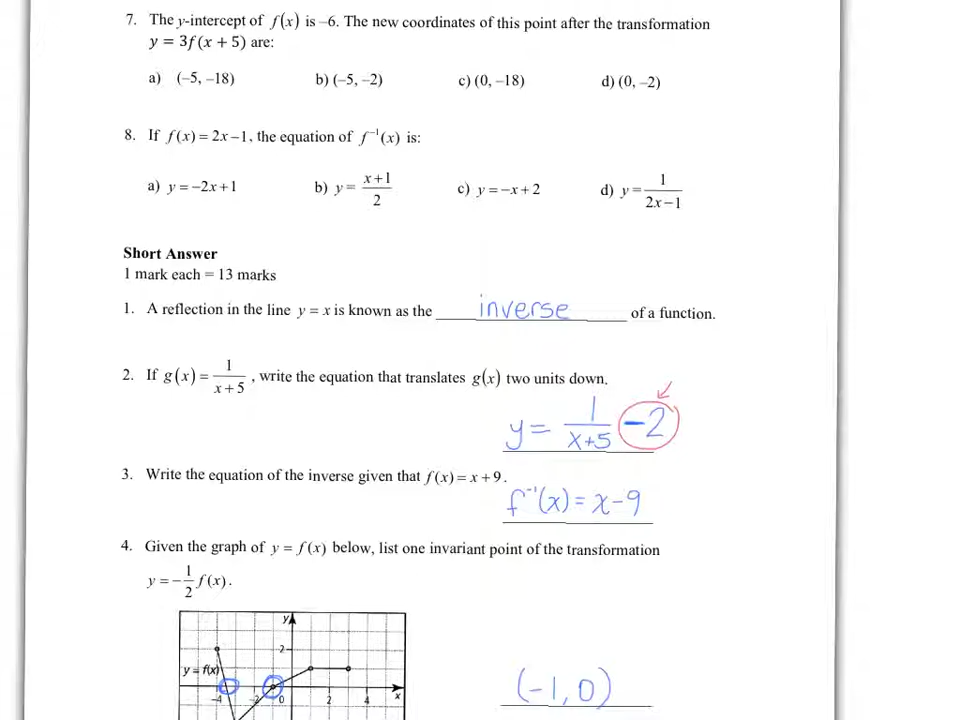 7. The y-intercept of f(x) is –6. The new coordinates of this point after the transformation
y = 3f(x + 5) are:
a) (–5, –18) b) (–5, –2) c) (0, –18) d) (0, –2)
8. If f(x) = 2x – 1, the equation of f⁻¹(x) is:
a) y = –2x + 1 b) y = (x + 1)/2 c) y = –x + 2 d) y = 1/(2x – 1)
Short Answer
1 mark each = 13 marks
1. A reflection in the line y = x is known as the inverse of a function.
2. If g(x) = 1/(x + 5), write the equation that translates g(x) two units down.
y = 1/(x+5) – 2
3. Write the equation of the inverse given that f(x) = x + 9.
f⁻¹(x) = x – 9
4. Given the graph of y = f(x) below, list one invariant point of the transformation
y = –1/2 f(x).
y
2
y = f(x)
–4 –2 0 2 4 x
(–1, 0)